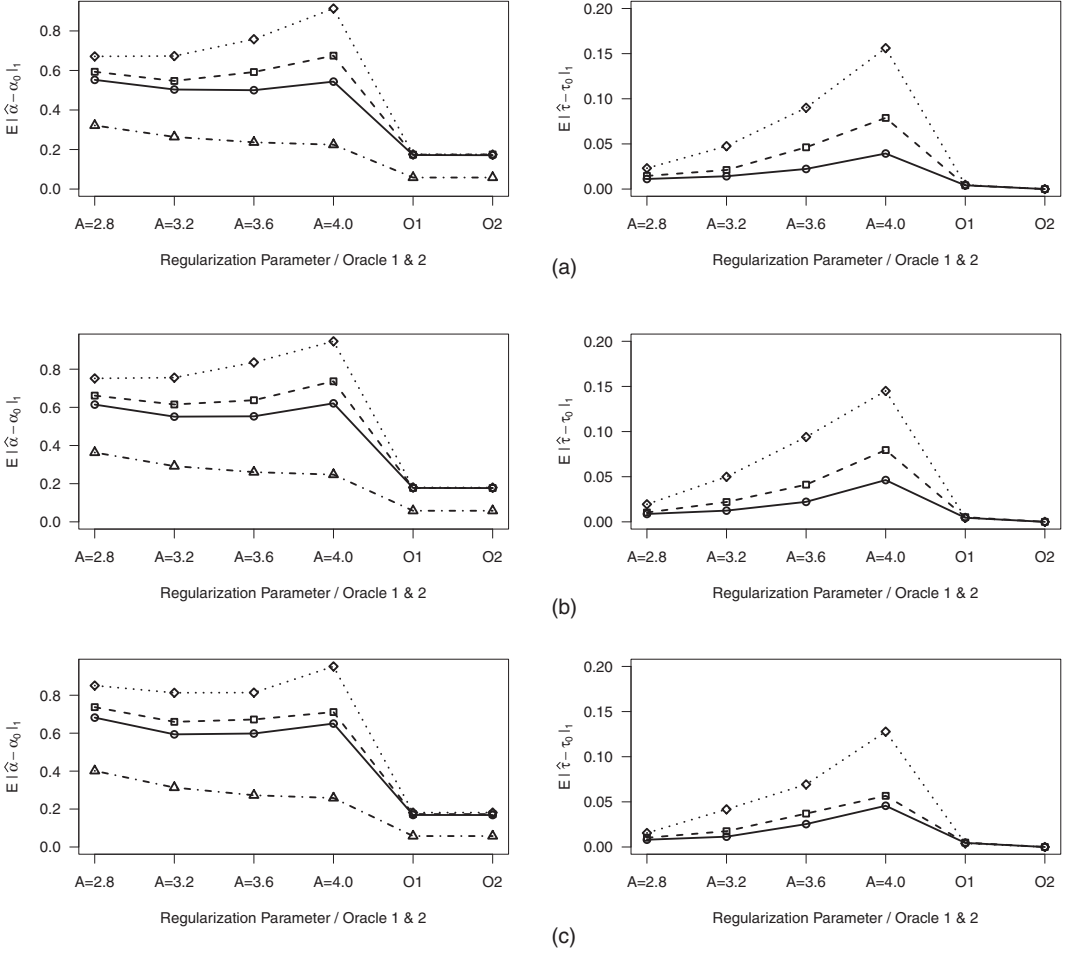 E | α̂ − α₀ |₁
0.8
0.6
0.4
0.2
0.0
A=2.8 A=3.2 A=3.6 A=4.0 O1 O2
Regularization Parameter / Oracle 1 & 2
E | τ̂ − τ₀ |₁
0.20
0.15
0.10
0.05
0.00
A=2.8 A=3.2 A=3.6 A=4.0 O1 O2
Regularization Parameter / Oracle 1 & 2
(a)
E | α̂ − α₀ |₁
0.8
0.6
0.4
0.2
0.0
A=2.8 A=3.2 A=3.6 A=4.0 O1 O2
Regularization Parameter / Oracle 1 & 2
E | τ̂ − τ₀ |₁
0.20
0.15
0.10
0.05
0.00
A=2.8 A=3.2 A=3.6 A=4.0 O1 O2
Regularization Parameter / Oracle 1 & 2
(b)
E | α̂ − α₀ |₁
0.8
0.6
0.4
0.2
0.0
A=2.8 A=3.2 A=3.6 A=4.0 O1 O2
Regularization Parameter / Oracle 1 & 2
E | τ̂ − τ₀ |₁
0.20
0.15
0.10
0.05
0.00
A=2.8 A=3.2 A=3.6 A=4.0 O1 O2
Regularization Parameter / Oracle 1 & 2
(c)